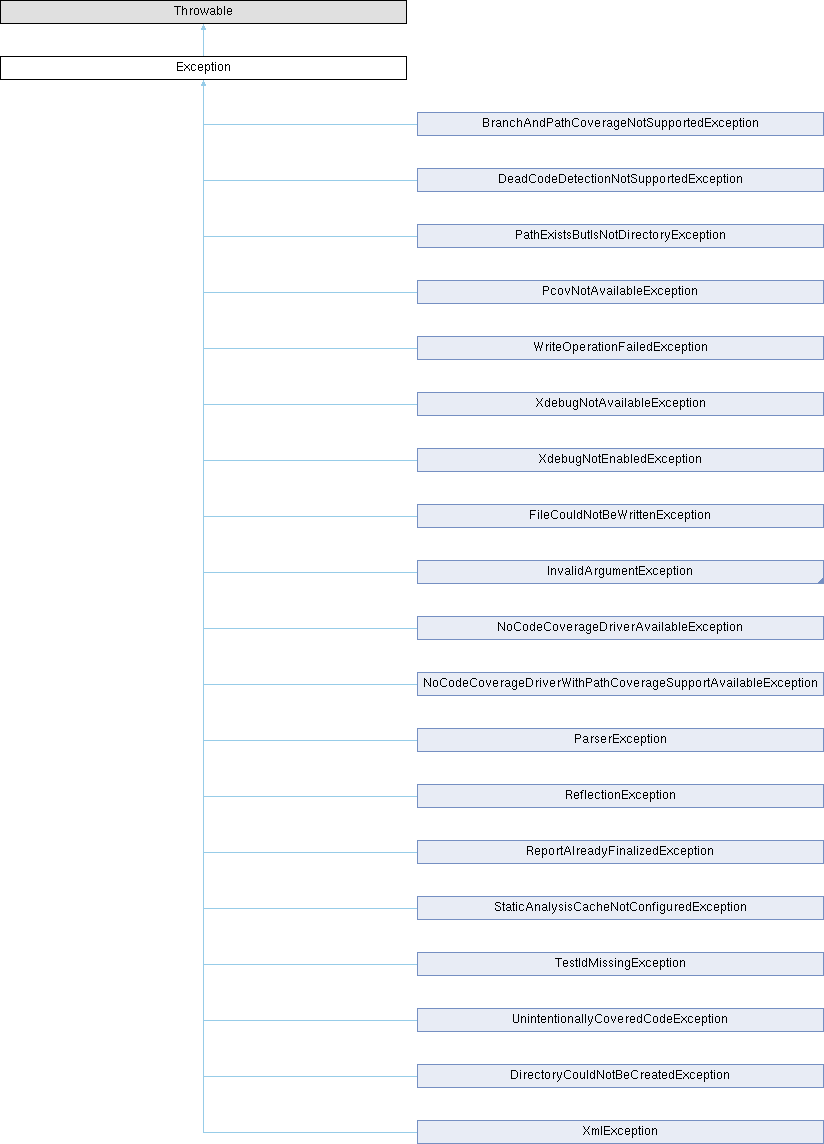 Throwable
Exception
BranchAndPathCoverageNotSupportedException
DeadCodeDetectionNotSupportedException
PathExistsButIsNotDirectoryException
PcovNotAvailableException
WriteOperationFailedException
XdebugNotAvailableException
XdebugNotEnabledException
FileCouldNotBeWrittenException
InvalidArgumentException
NoCodeCoverageDriverAvailableException
NoCodeCoverageDriverWithPathCoverageSupportAvailableException
ParserException
ReflectionException
ReportAlreadyFinalizedException
StaticAnalysisCacheNotConfiguredException
TestIdMissingException
UnintentionallyCoveredCodeException
DirectoryCouldNotBeCreatedException
XmlException